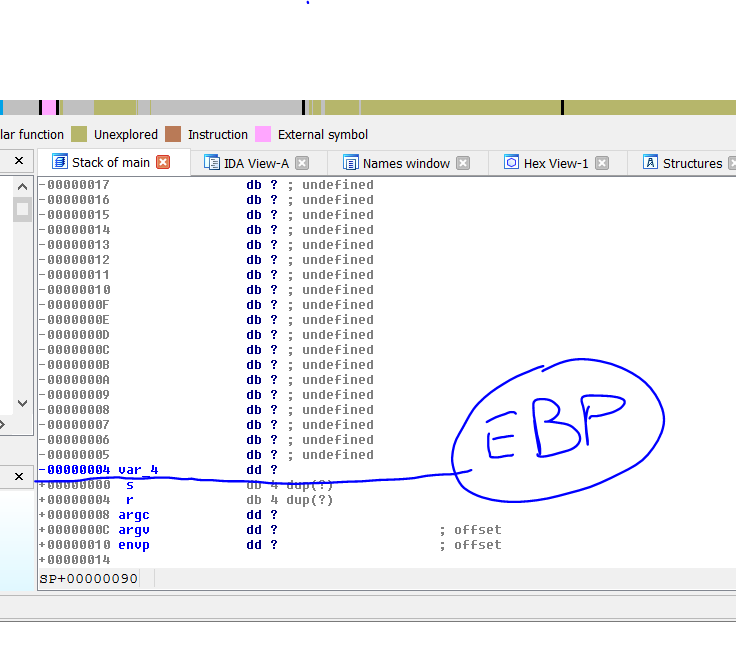 lar function Unexplored Instruction External symbol
Stack of main IDA View-A Names window Hex View-1 Structures
-00000017 db ? ; undefined
-00000016 db ? ; undefined
-00000015 db ? ; undefined
-00000014 db ? ; undefined
-00000013 db ? ; undefined
-00000012 db ? ; undefined
-00000011 db ? ; undefined
-00000010 db ? ; undefined
-0000000F db ? ; undefined
-0000000E db ? ; undefined
-0000000D db ? ; undefined
-0000000C db ? ; undefined
-0000000B db ? ; undefined
-0000000A db ? ; undefined
-00000009 db ? ; undefined
-00000008 db ? ; undefined
-00000007 db ? ; undefined
-00000006 db ? ; undefined
-00000005 db ? ; undefined
EBP
-00000004 var_4 dd ?
+00000000 s db 4 dup(?)
+00000004 r db 4 dup(?)
+00000008 argc dd ?
+0000000C argv dd ? ; offset
+00000010 envp dd ? ; offset
+00000014
SP+00000090